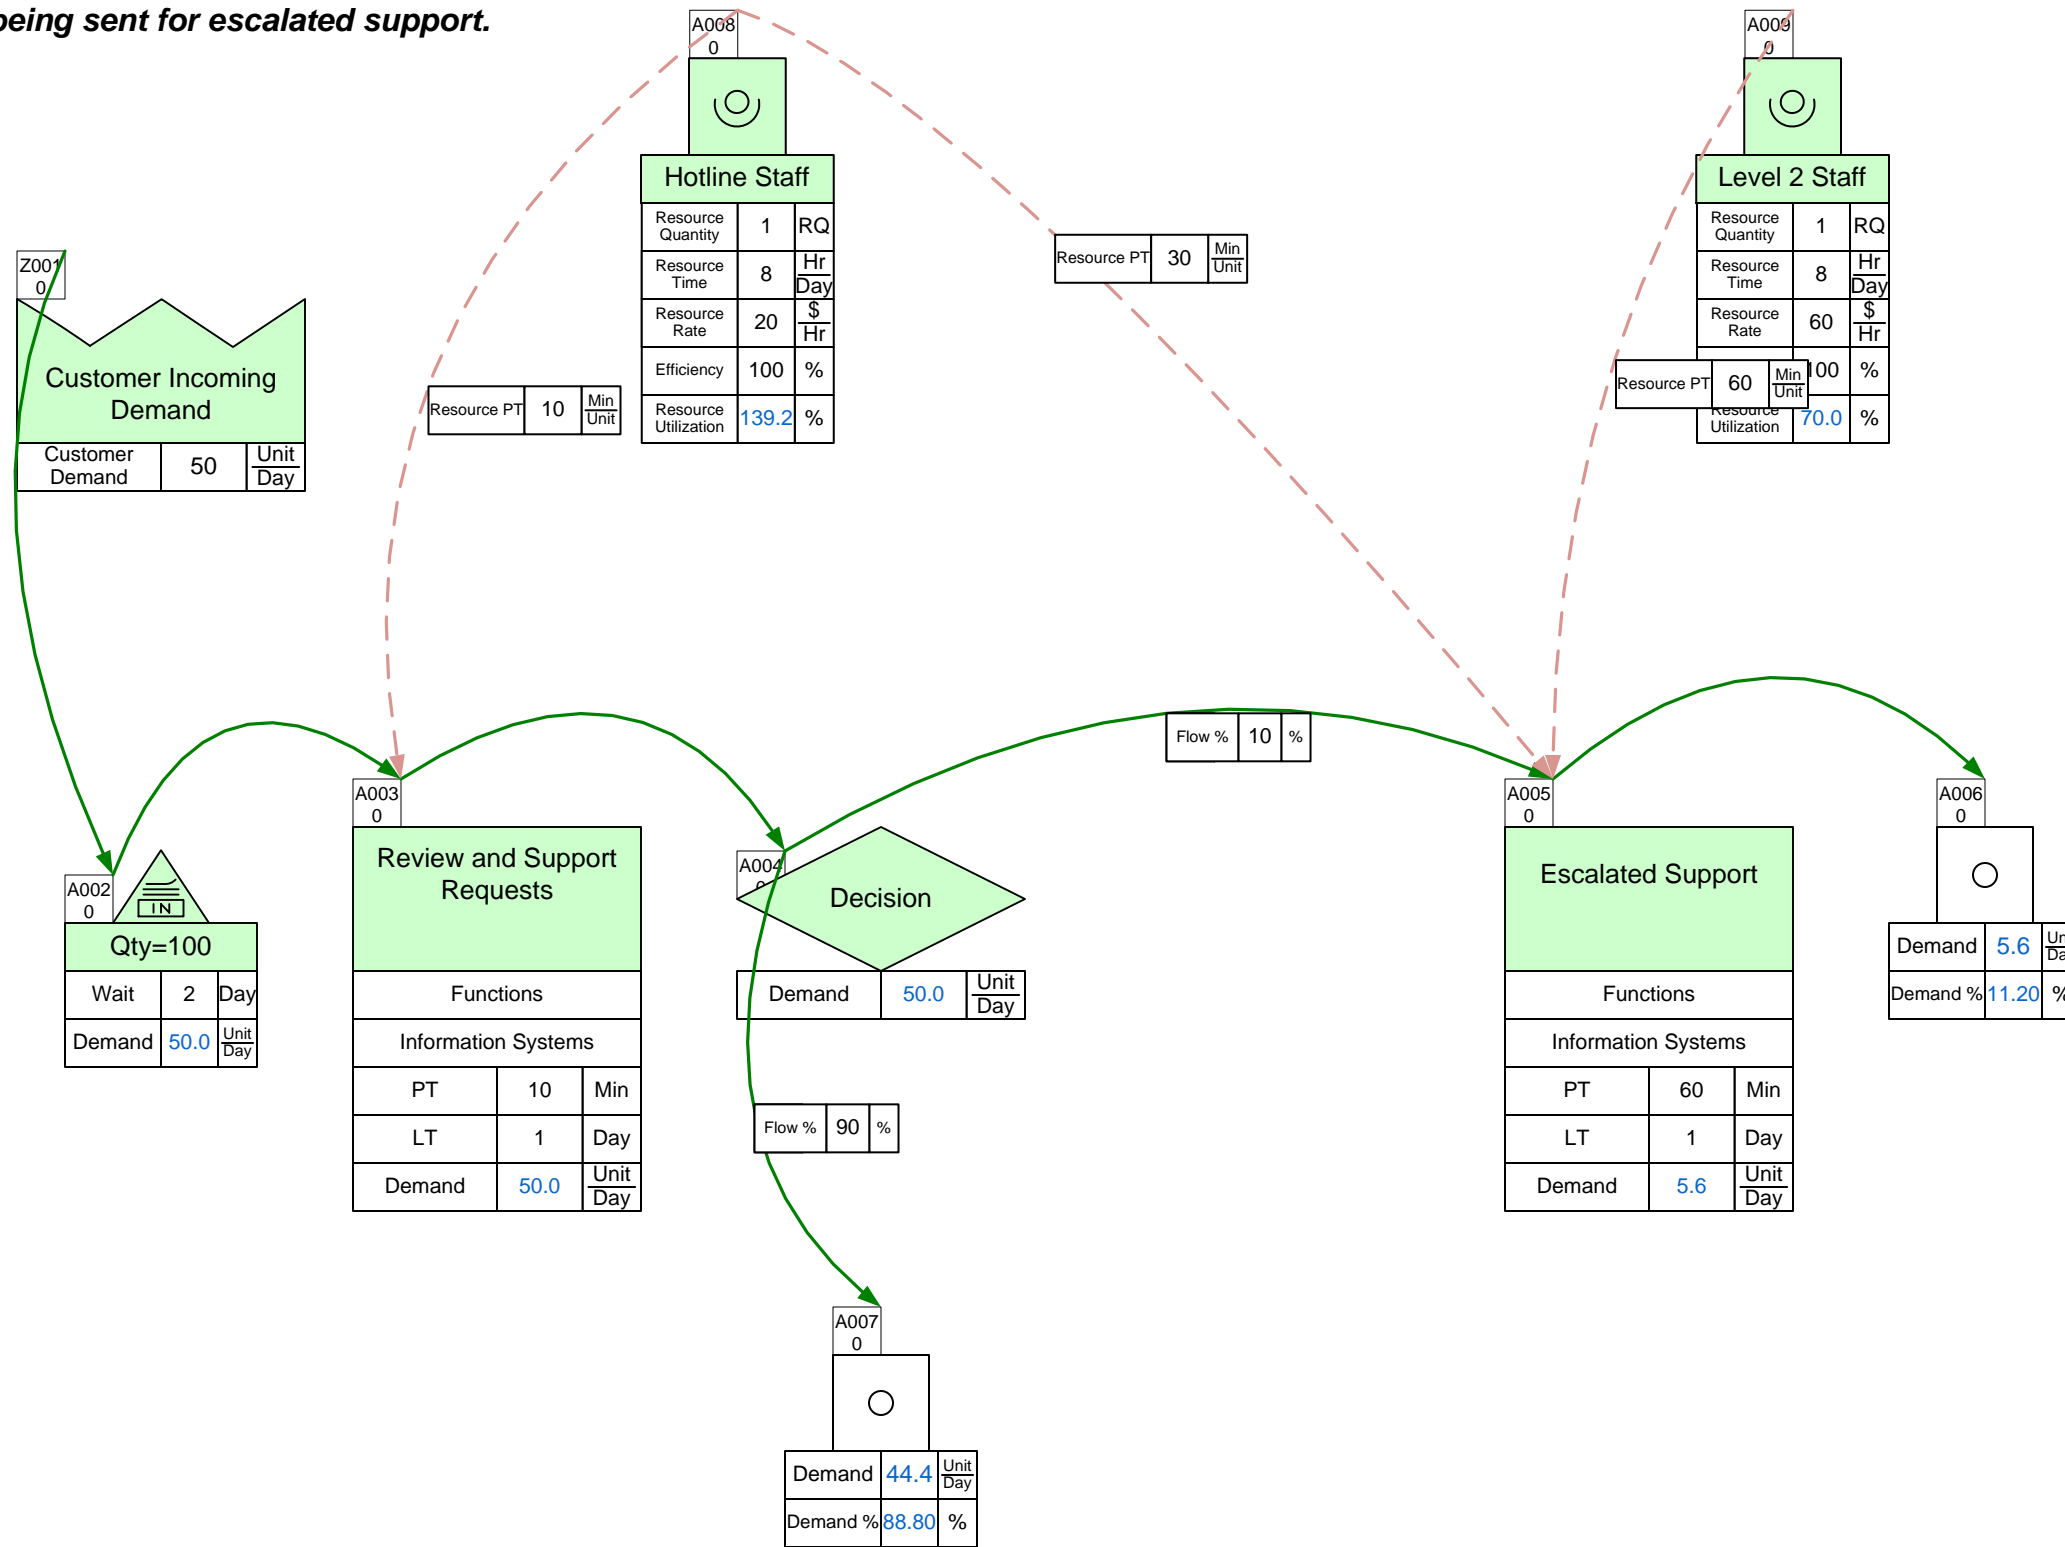 being sent for escalated support.
A008
0
Hotline Staff
Resource Quantity 1 RQ
Resource Time 8 Hr/Day
Resource Rate 20 $/Hr
Efficiency 100 %
Resource Utilization 139.2 %
A009
0
Level 2 Staff
Resource Quantity 1 RQ
Resource Time 8 Hr/Day
Resource Rate 60 $/Hr
100 %
Resource Utilization 70.0 %
Resource PT 30 Min/Unit
Resource PT 10 Min/Unit
Resource PT 60 Min/Unit
Z001
0
Customer Incoming
Demand
Customer Demand 50 Unit/Day
A002
0
IN
Qty=100
Wait 2 Day
Demand 50.0 Unit/Day
A003
0
Review and Support
Requests
Functions
Information Systems
PT 10 Min
LT 1 Day
Demand 50.0 Unit/Day
A004
Decision
Demand 50.0 Unit/Day
Flow % 10 %
Flow % 90 %
A005
0
Escalated Support
Functions
Information Systems
PT 60 Min
LT 1 Day
Demand 5.6 Unit/Day
A006
0
Demand 5.6
Demand % 11.20 %
A007
0
Demand 44.4 Unit/Day
Demand % 88.80 %